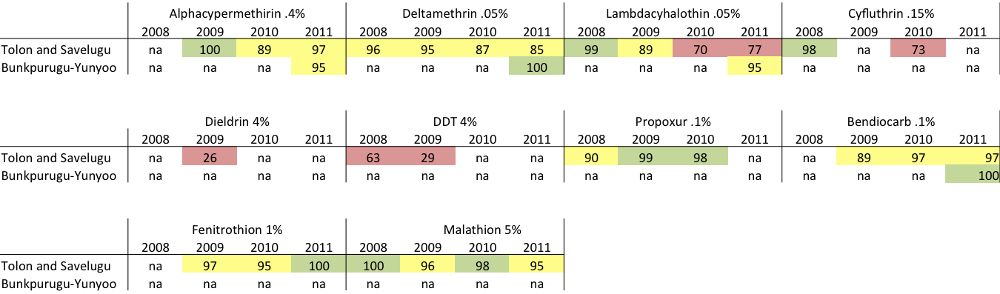 Alphacypermethirin .4% Deltamethrin .05% Lambdacyhalothin .05% Cyfluthrin .15%
2008 2009 2010 2011 2008 2009 2010 2011 2008 2009 2010 2011 2008 2009 2010 2011
Tolon and Savelugu na 100 89 97 96 95 87 85 99 89 70 77 98 na 73 na
Bunkpurugu-Yunyoo na na na 95 na na na 100 na na na 95 na na na na
Dieldrin 4% DDT 4% Propoxur .1% Bendiocarb .1%
2008 2009 2010 2011 2008 2009 2010 2011 2008 2009 2010 2011 2008 2009 2010 2011
Tolon and Savelugu na 26 na na 63 29 na na 90 99 98 na na 89 97 97
Bunkpurugu-Yunyoo na na na na na na na na na na na na na na na 100
Fenitrothion 1% Malathion 5%
2008 2009 2010 2011 2008 2009 2010 2011
Tolon and Savelugu na 97 95 100 100 96 98 95
Bunkpurugu-Yunyoo na na na na na na na na